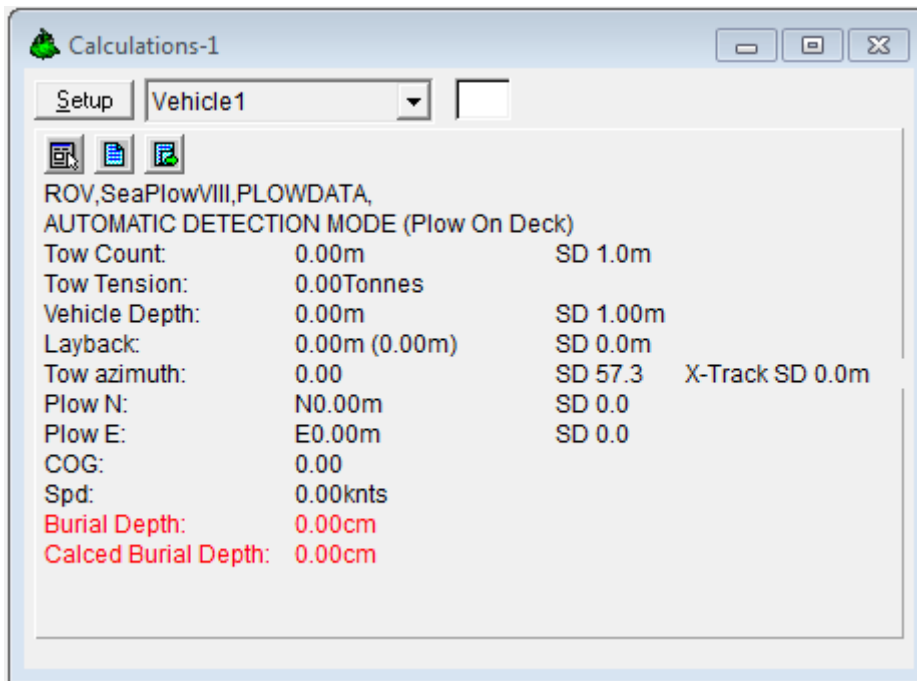 Calculations-1
Setup Vehicle1
ROV,SeaPlowVIII,PLOWDATA,
AUTOMATIC DETECTION MODE (Plow On Deck)
Tow Count: 0.00m SD 1.0m
Tow Tension: 0.00Tonnes
Vehicle Depth: 0.00m SD 1.00m
Layback: 0.00m (0.00m) SD 0.0m
Tow azimuth: 0.00 SD 57.3 X-Track SD 0.0m
Plow N: N0.00m SD 0.0
Plow E: E0.00m SD 0.0
COG: 0.00
Spd: 0.00knts
Burial Depth: 0.00cm
Calced Burial Depth: 0.00cm